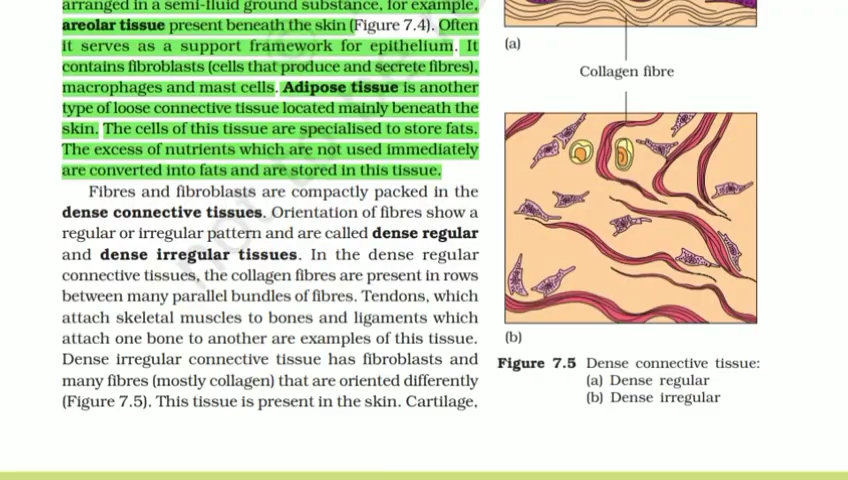 arranged in a semi-fluid ground substance, for example,
areolar tissue present beneath the skin (Figure 7.4). Often
it serves as a support framework for epithelium. It
contains fibroblasts (cells that produce and secrete fibres),
macrophages and mast cells. Adipose tissue is another
type of loose connective tissue located mainly beneath the
skin. The cells of this tissue are specialised to store fats.
The excess of nutrients which are not used immediately
are converted into fats and are stored in this tissue.
Fibres and fibroblasts are compactly packed in the
dense connective tissues. Orientation of fibres show a
regular or irregular pattern and are called dense regular
and dense irregular tissues. In the dense regular
connective tissues, the collagen fibres are present in rows
between many parallel bundles of fibres. Tendons, which
attach skeletal muscles to bones and ligaments which
attach one bone to another are examples of this tissue.
Dense irregular connective tissue has fibroblasts and
many fibres (mostly collagen) that are oriented differently
(Figure 7.5). This tissue is present in the skin. Cartilage,
(a)
Collagen fibre
(b)
Figure 7.5 Dense connective tissue:
(a) Dense regular
(b) Dense irregular